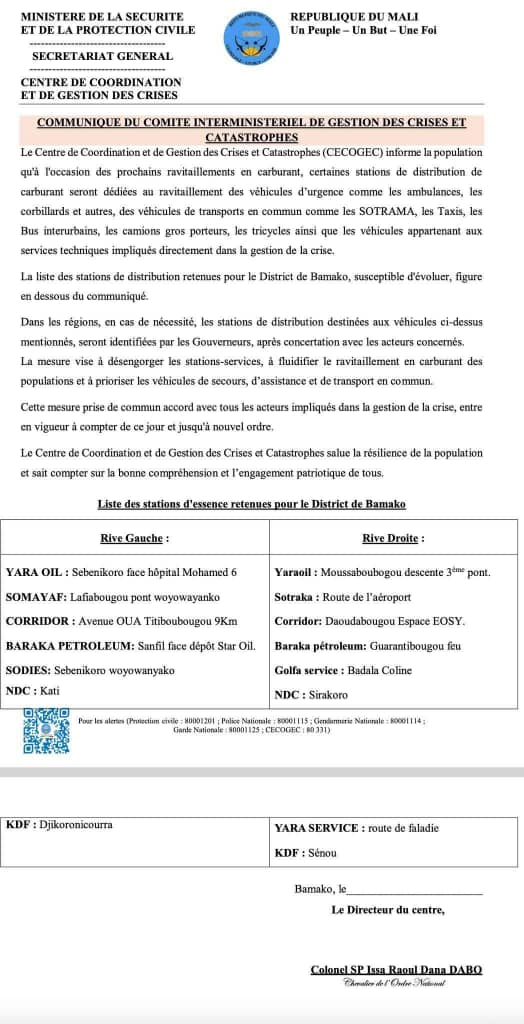 MINISTERE DE LA SECURITE
ET DE LA PROTECTION CIVILE
-----------------------------------
SECRETARIAT GENERAL
-----------------------------------
CENTRE DE COORDINATION
ET DE GESTION DES CRISES
REPUBLIQUE DU MALI
Un Peuple – Un But – Une Foi
COMMUNIQUE DU COMITE INTERMINISTERIEL DE GESTION DES CRISES ET
CATASTROPHES
Le Centre de Coordination et de Gestion des Crises et Catastrophes (CECOGEC) informe la population
qu'à l'occasion des prochains ravitaillements en carburant, certaines stations de distribution de
carburant seront dédiées au ravitaillement des véhicules d’urgence comme les ambulances, les
corbillards et autres, des véhicules de transports en commun comme les SOTRAMA, les Taxis, les
Bus interurbains, les camions gros porteurs, les tricycles ainsi que les véhicules appartenant aux
services techniques impliqués directement dans la gestion de la crise.
La liste des stations de distribution retenues pour le District de Bamako, susceptible d'évoluer, figure
en dessous du communiqué.
Dans les régions, en cas de nécessité, les stations de distribution destinées aux véhicules ci-dessus
mentionnés, seront identifiées par les Gouverneurs, après concertation avec les acteurs concernés.
La mesure vise à désengorger les stations-services, à fluidifier le ravitaillement en carburant des
populations et à prioriser les véhicules de secours, d’assistance et de transport en commun.
Cette mesure prise de commun accord avec tous les acteurs impliqués dans la gestion de la crise, entre
en vigueur à compter de ce jour et jusqu'à nouvel ordre.
Le Centre de Coordination et de Gestion des Crises et Catastrophes salue la résilience de la population
et sait compter sur la bonne compréhension et l’engagement patriotique de tous.
Liste des stations d’essence retenues pour le District de Bamako
Rive Gauche :
YARA OIL : Sebenikoro face hôpital Mohamed 6
SOMAYAF: Lafiabougou pont woyowayanko
CORRIDOR : Avenue OUA Titiboubougou 9Km
BARAKA PETROLEUM: Sanfil face dépôt Star Oil.
SODIES: Sebenikoro woyowanyako
NDC : Kati
Rive Droite :
Yaraoil : Moussaboubogou descente 3ème pont.
Sotraka : Route de l’aéroport
Corridor: Daoudabougou Espace EOSY.
Baraka pétroleum: Guarantibougou feu
Golfa service : Badala Coline
NDC : Sirakoro
Pour les alertes (Protection civile : 80001201 ; Police Nationale : 80001115 ; Gendarmerie Nationale : 80001114 ;
Garde Nationale : 80001125 ; CECOGEC : 80 331)
KDF : Djikoronicourra
YARA SERVICE : route de faladie
KDF : Sénou
Bamako, le
Le Directeur du centre,
Colonel SP Issa Raoul Dana DABO
Chevalier de l'Ordre National